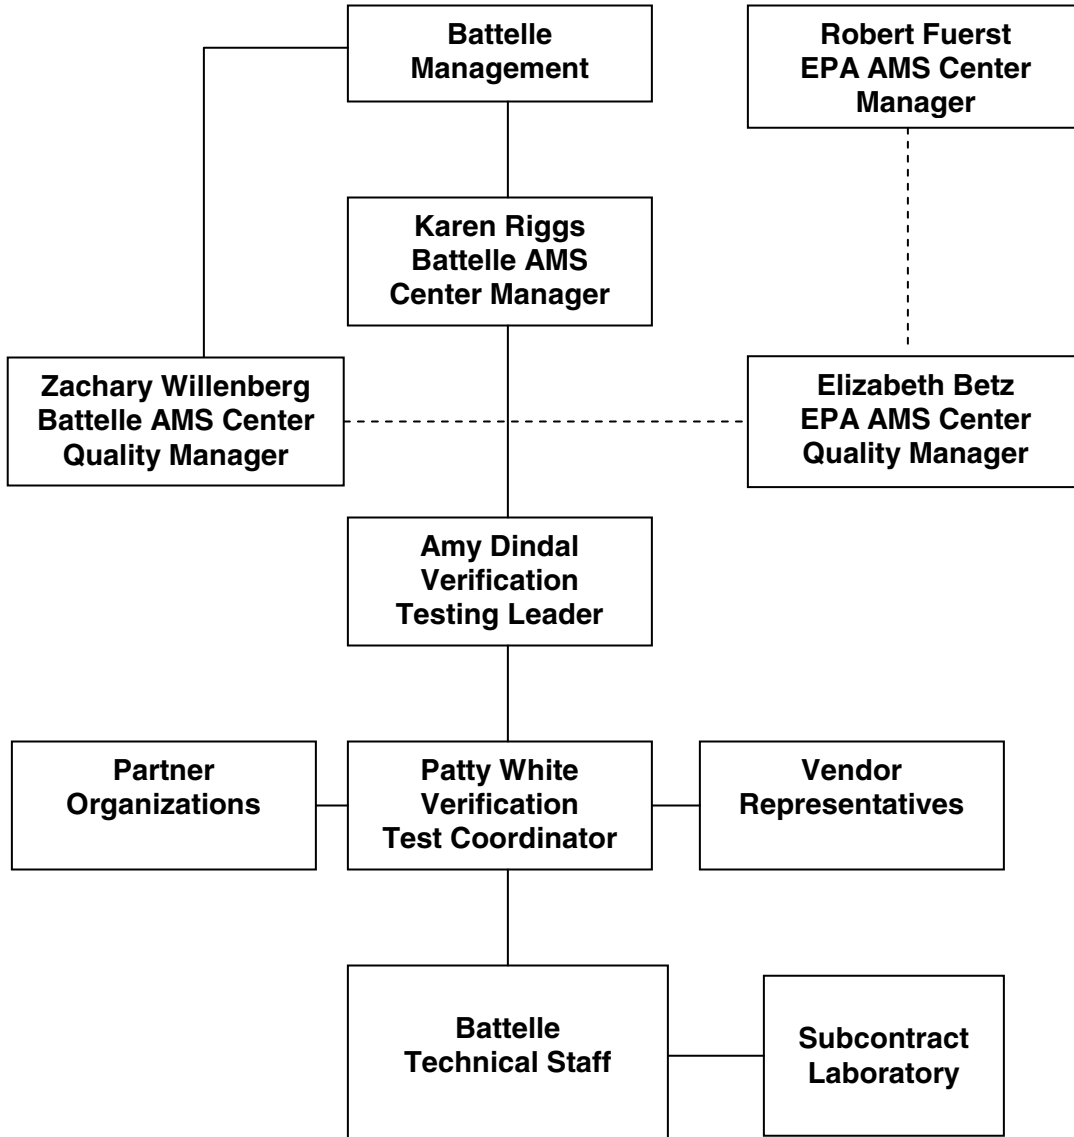 Battelle
Management
Robert Fuerst
EPA AMS Center
Manager
Karen Riggs
Battelle AMS
Center Manager
Zachary Willenberg
Battelle AMS Center
Quality Manager
Elizabeth Betz
EPA AMS Center
Quality Manager
Amy Dindal
Verification
Testing Leader
Partner
Organizations
Patty White
Verification
Test Coordinator
Vendor
Representatives
Battelle
Technical Staff
Subcontract
Laboratory